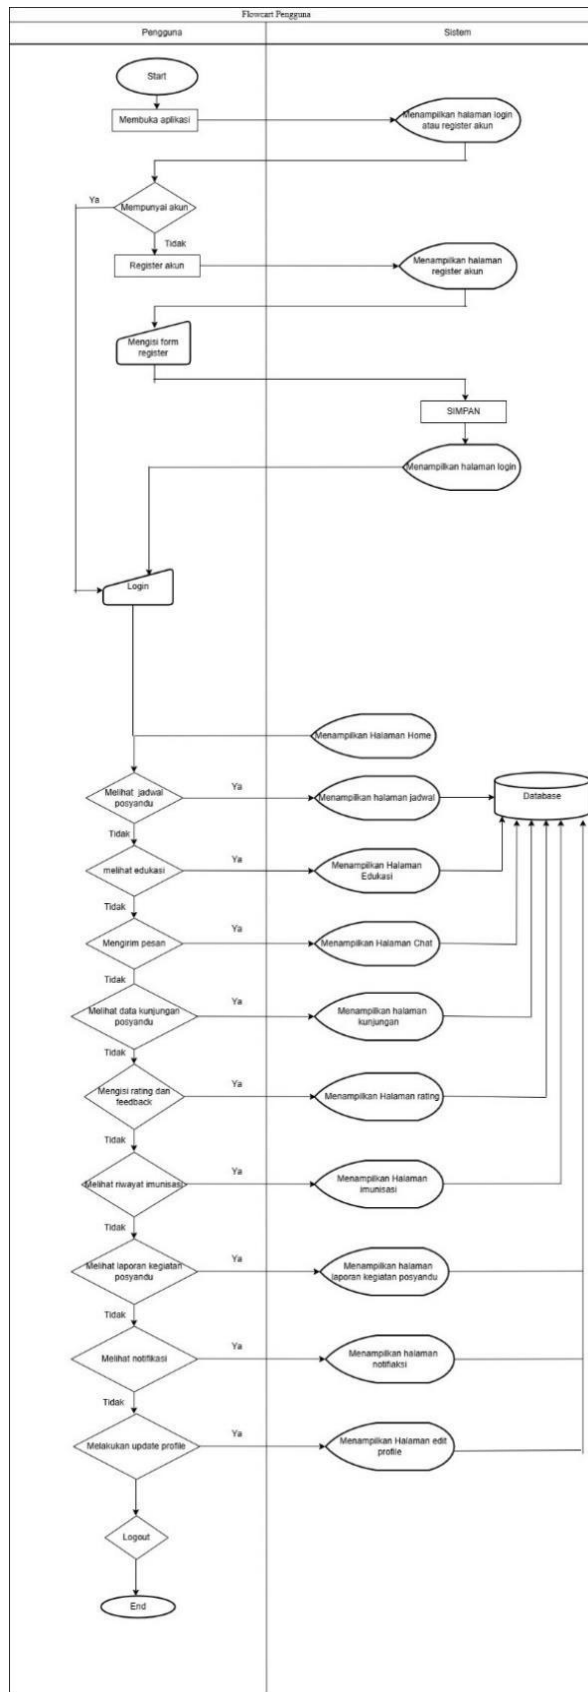 Flowcart Pengguna
Pengguna
Sistem
Start
Membuka aplikasi
Menampilkan halaman login
atau register akun
Ya
Mempunyai akun
Tidak
Register akun
Menampilkan halaman
register akun
Mengisi form
register
SIMPAN
Menampilkan halaman login
Login
Menampilkan Halaman Home
Melihat jadwal
posyandu
Ya
Menampilkan halaman jadwal
Database
Tidak
melihat edukasi
Ya
Menampilkan Halaman
Edukasi
Tidak
Mengirim pesan
Ya
Menampilkan Halaman Chat
Tidak
Melihat data kunjungan
posyandu
Ya
Menampilkan halaman
kunjungan
Tidak
Mengisi rating dan
feedback
Ya
Menampilkan Halaman rating
Tidak
Melihat riwayat imunisasi
Ya
Menampilkan Halaman
imunisasi
Tidak
Melihat laporan kegiatan
posyandu
Ya
Menampilkan halaman
laporan kegiatan posyandu
Tidak
Melihat notifikasi
Ya
Menampilkan halaman
notifiaksi
Tidak
Melakukan update profile
Ya
Menampilkan Halaman edit
profile
Logout
End